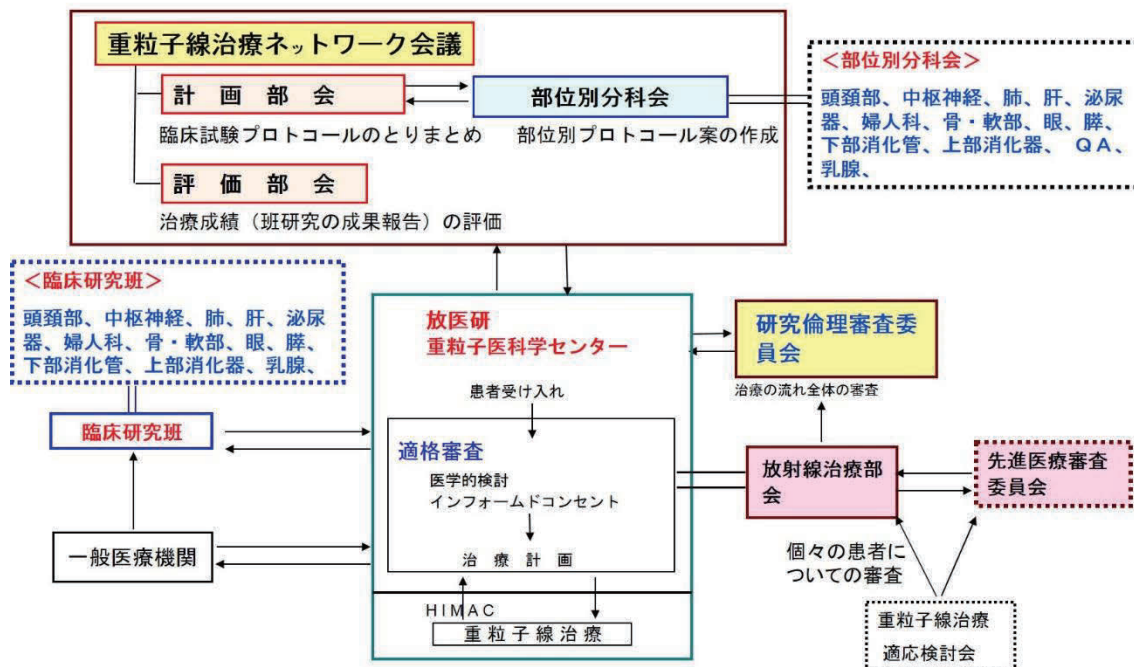 重粒子線治療ネットワーク会議
計画部会
臨床試験プロトコールのとりまとめ
部位別分科会
部位別プロトコール案の作成
評価部会
治療成績（班研究の成果報告）の評価
＜部位別分科会＞
頭頚部、中枢神経、肺、肝、泌尿
器、婦人科、骨・軟部、眼、膵、
下部消化管、上部消化器、ＱＡ、
乳腺、
＜臨床研究班＞
頭頚部、中枢神経、肺、肝、泌尿
器、婦人科、骨・軟部、眼、膵、
下部消化管、上部消化器、乳腺、
臨床研究班
一般医療機関
放医研
重粒子医科学センター
患者受け入れ
適格審査
医学的検討
インフォームドコンセント
治療計画
HIMAC
重粒子線治療
研究倫理審査委
員会
治療の流れ全体の審査
放射線治療部
会
先進医療審査
委員会
個々の患者に
ついての審査
重粒子線治療
適応検討会